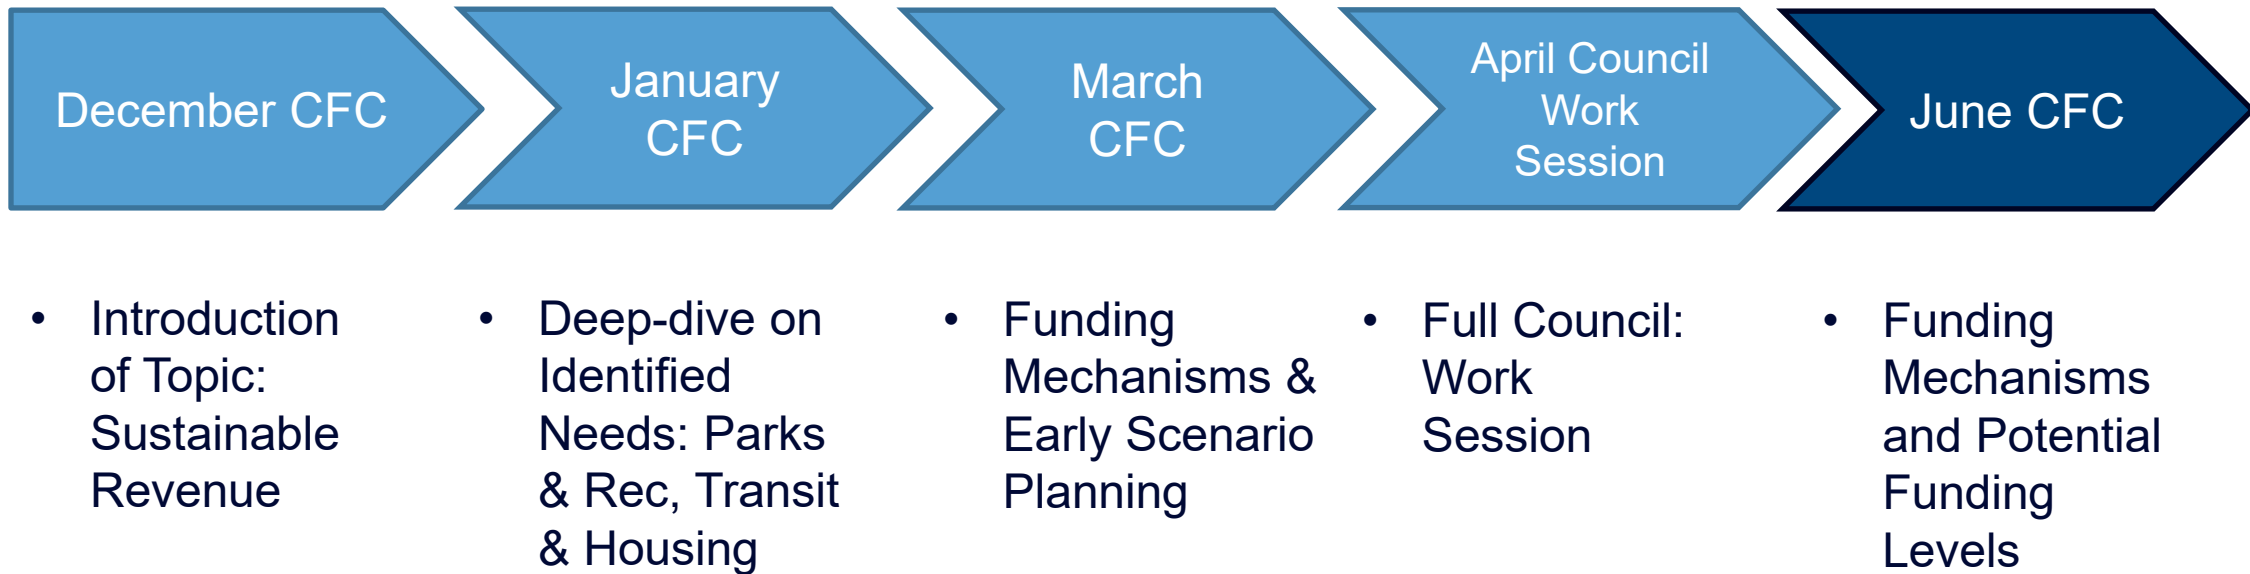 December CFC
January
CFC
March
CFC
April Council
Work
Session
June CFC
• Introduction
of Topic:
Sustainable
Revenue
• Deep-dive on
Identified
Needs: Parks
& Rec, Transit
& Housing
• Funding
Mechanisms &
Early Scenario
Planning
• Full Council:
Work
Session
• Funding
Mechanisms
and Potential
Funding
Levels